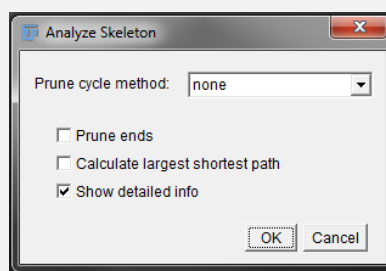 Analyze Skeleton
Prune cycle method: none
Prune ends
Calculate largest shortest path
Show detailed info
OK Cancel